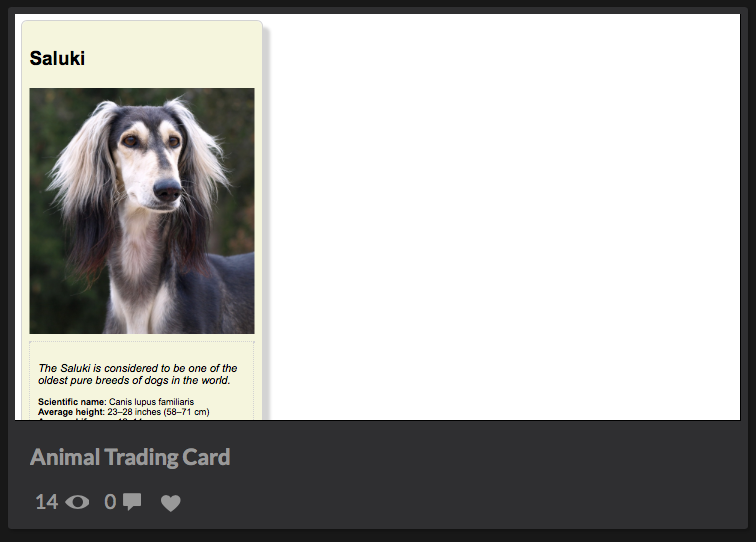 Saluki
The Saluki is considered to be one of the
oldest pure breeds of dogs in the world.
Scientific name: Canis lupus familiaris
Average height: 23–28 inches (58–71 cm)
Animal Trading Card
14 0